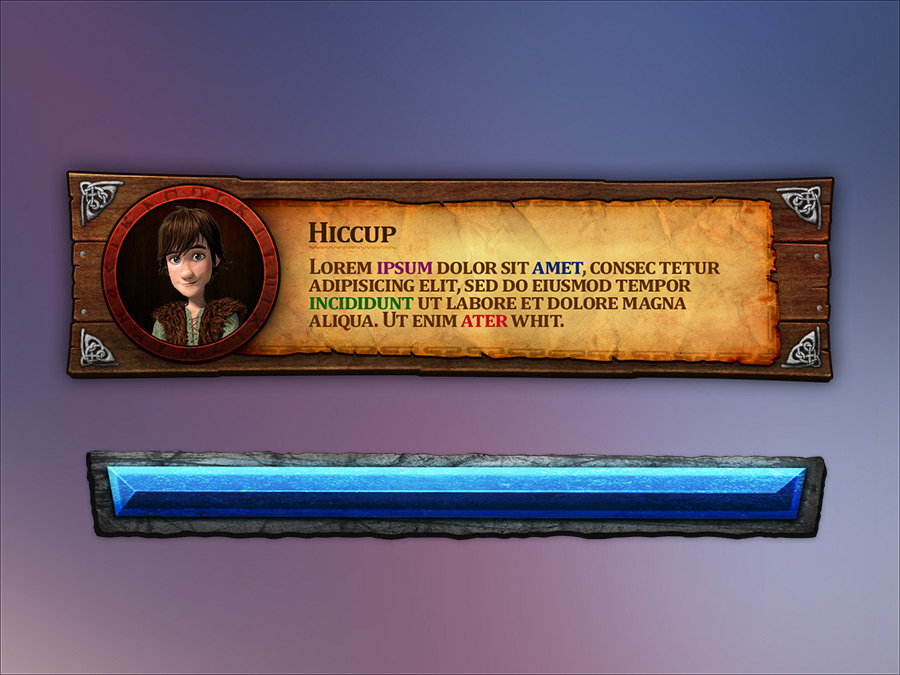 Hiccup
Lorem ipsum dolor sit amet, consec tetur
adipisicing elit, sed do eiusmod tempor
incididunt ut labore et dolore magna
aliqua. Ut enim ater whit.